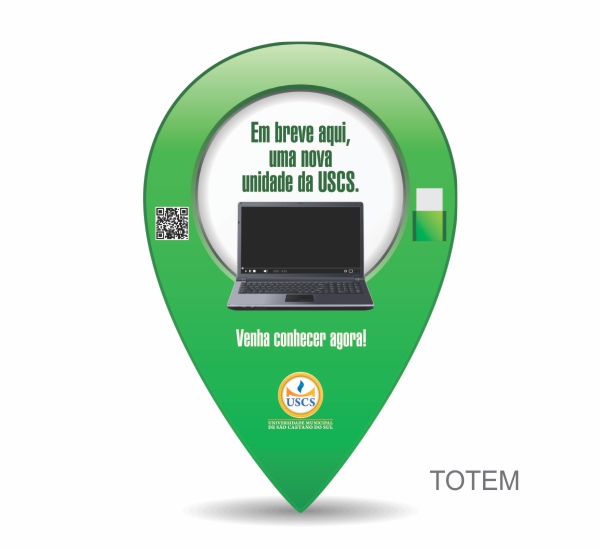 Em breve aqui,
uma nova
unidade da USCS.
Venha conhecer agora!
USCS
UNIVERSIDADE MUNICIPAL
DE SÃO CAETANO DO SUL
TOTEM